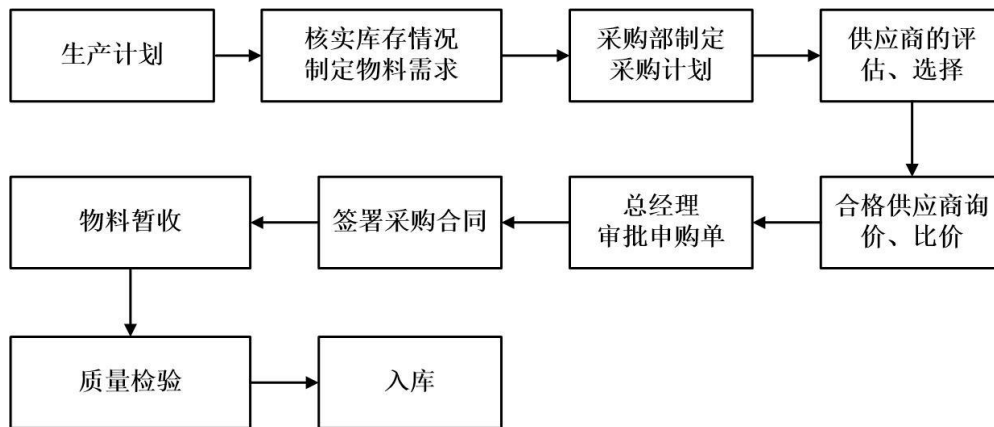 生产计划
核实库存情况
制定物料需求
采购部制定
采购计划
供应商的评
估、选择
合格供应商询
价、比价
总经理
审批申购单
签署采购合同
物料暂收
质量检验
入库